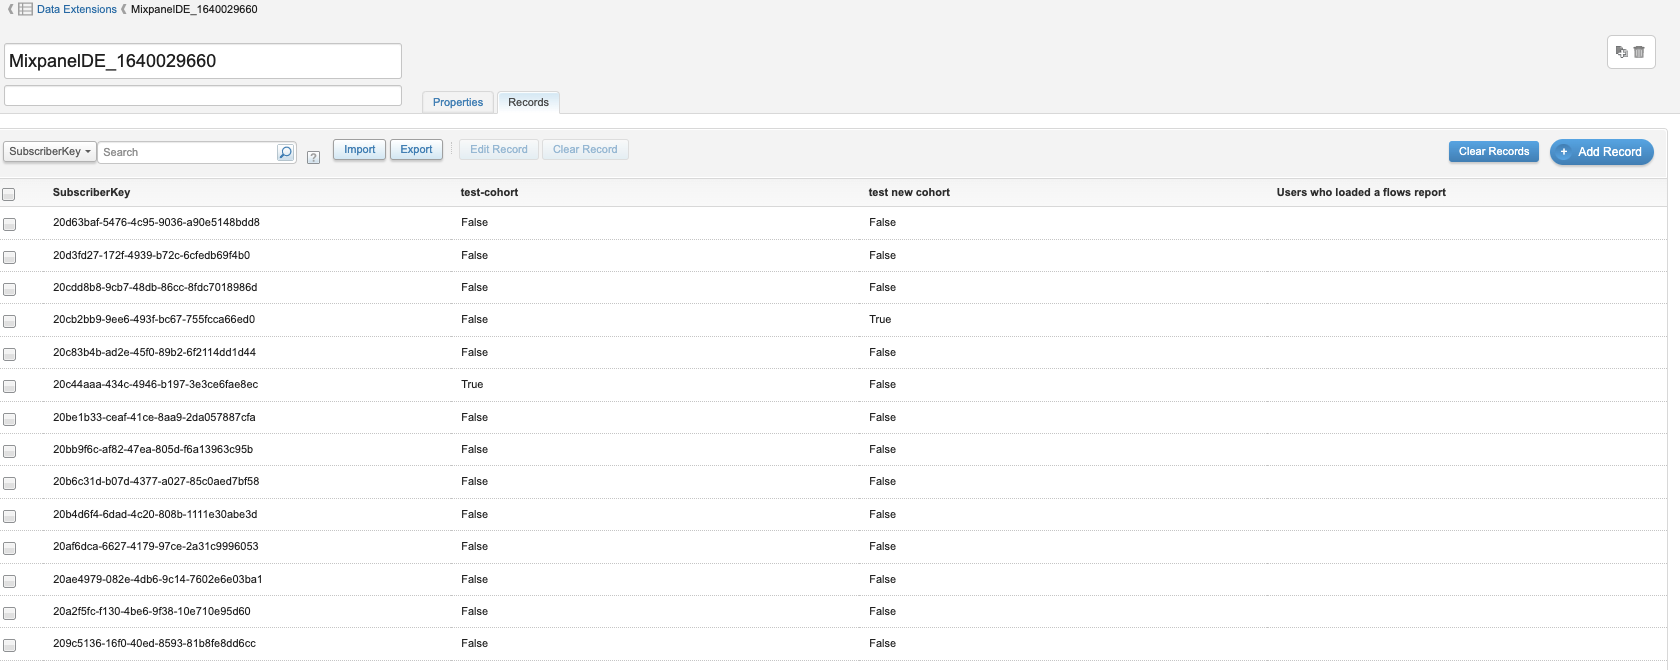 Data Extensions MixpanelDE_1640029660
MixpanelDE_1640029660
Properties Records
SubscriberKey Search ? Import Export Edit Record Clear Record Clear Records + Add Record
SubscriberKey test-cohort test new cohort Users who loaded a flows report
20d63baf-5476-4c95-9036-a90e5148bdd8 False False
20d3fd27-172f-4939-b72c-6cfedb69f4b0 False False
20cdd8b8-9cb7-48db-86cc-8fdc7018986d False False
20cb2bb9-9ee6-493f-bc67-755fcca66ed0 False True
20c83b4b-ad2e-45f0-89b2-6f2114dd1d44 False False
20c44aaa-434c-4946-b197-3e3ce6fae8ec True False
20be1b33-ceaf-41ce-8aa9-2da057887cfa False False
20bb9f6c-af82-47ea-805d-f6a13963c95b False False
20b6c31d-b07d-4377-a027-85c0aed7bf58 False False
20b4d6f4-6dad-4c20-808b-1111e30abe3d False False
20af6dca-6627-4179-97ce-2a31c9996053 False False
20ae4979-082e-4db6-9c14-7602e6e03ba1 False False
20a2f5fc-f130-4be6-9f38-10e710e95d60 False False
209c5136-16f0-40ed-8593-81b8fe8dd6cc False False